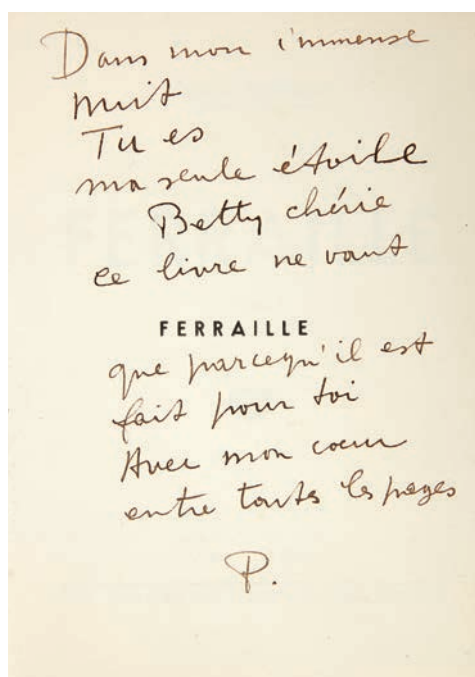 Dans mon immense
nuit
Tu es
ma seule étoile
Betty chérie
ce livre ne vaut
FERRAILLE
que parcequ'il est
fait pour toi
Avec mon cœur
entre toutes les pages
P.